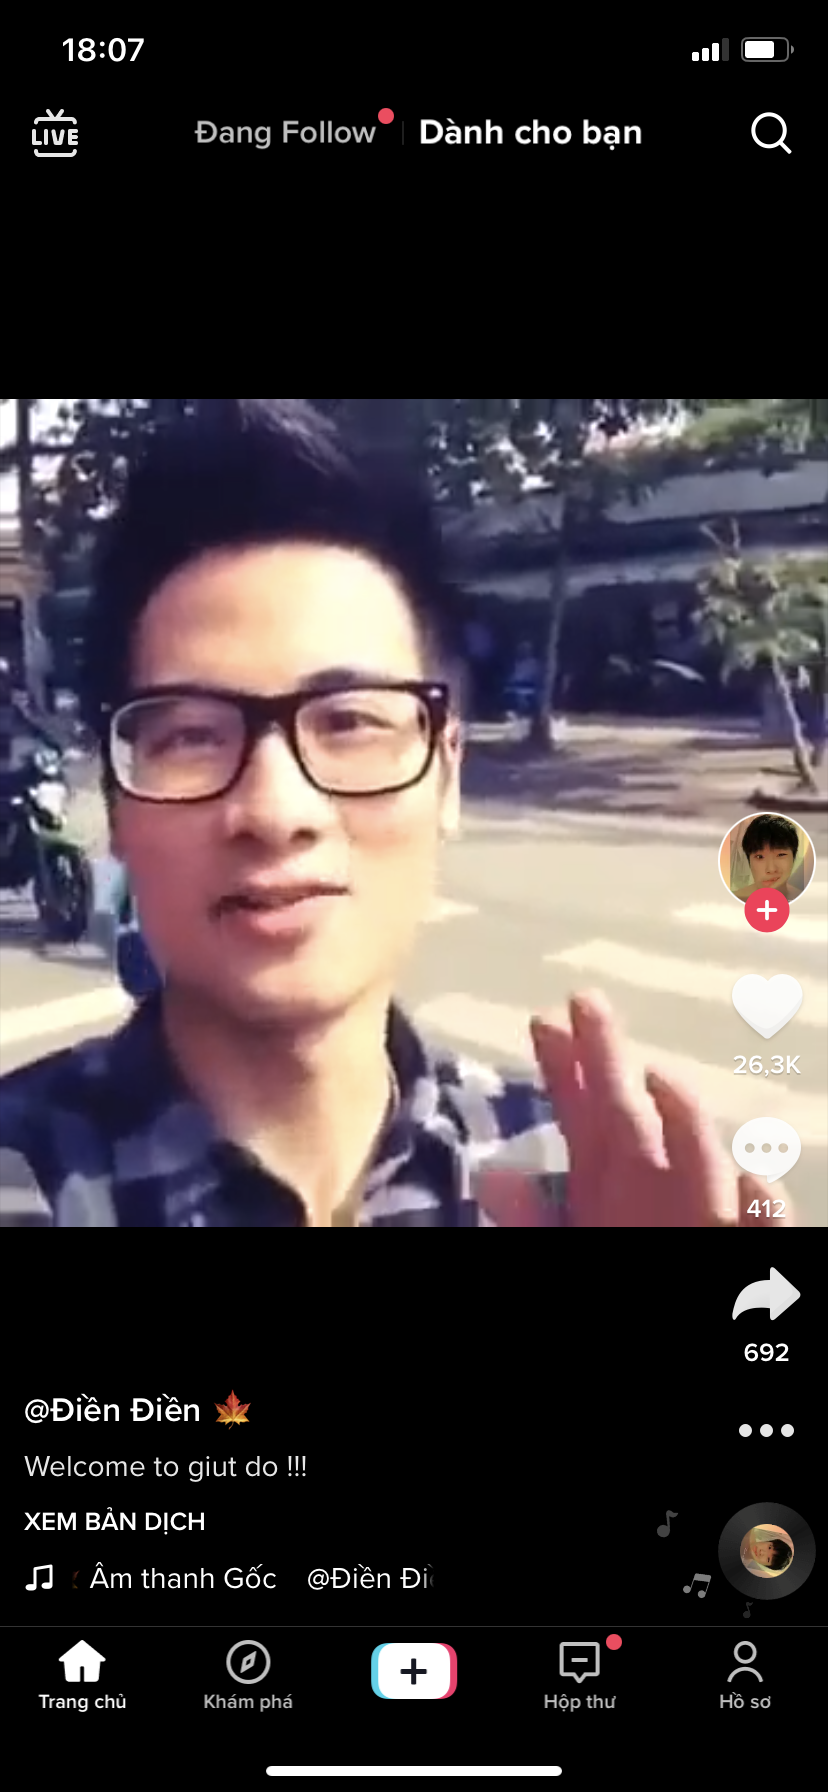 18:07
LIVE
Đang Follow
Dành cho bạn
26,3K
412
692
@Điền Điền 🍁
Welcome to giut do !!!
XEM BẢN DỊCH
Âm thanh Gốc @Điền Đi
Trang chủ
Khám phá
Hộp thư
Hồ sơ